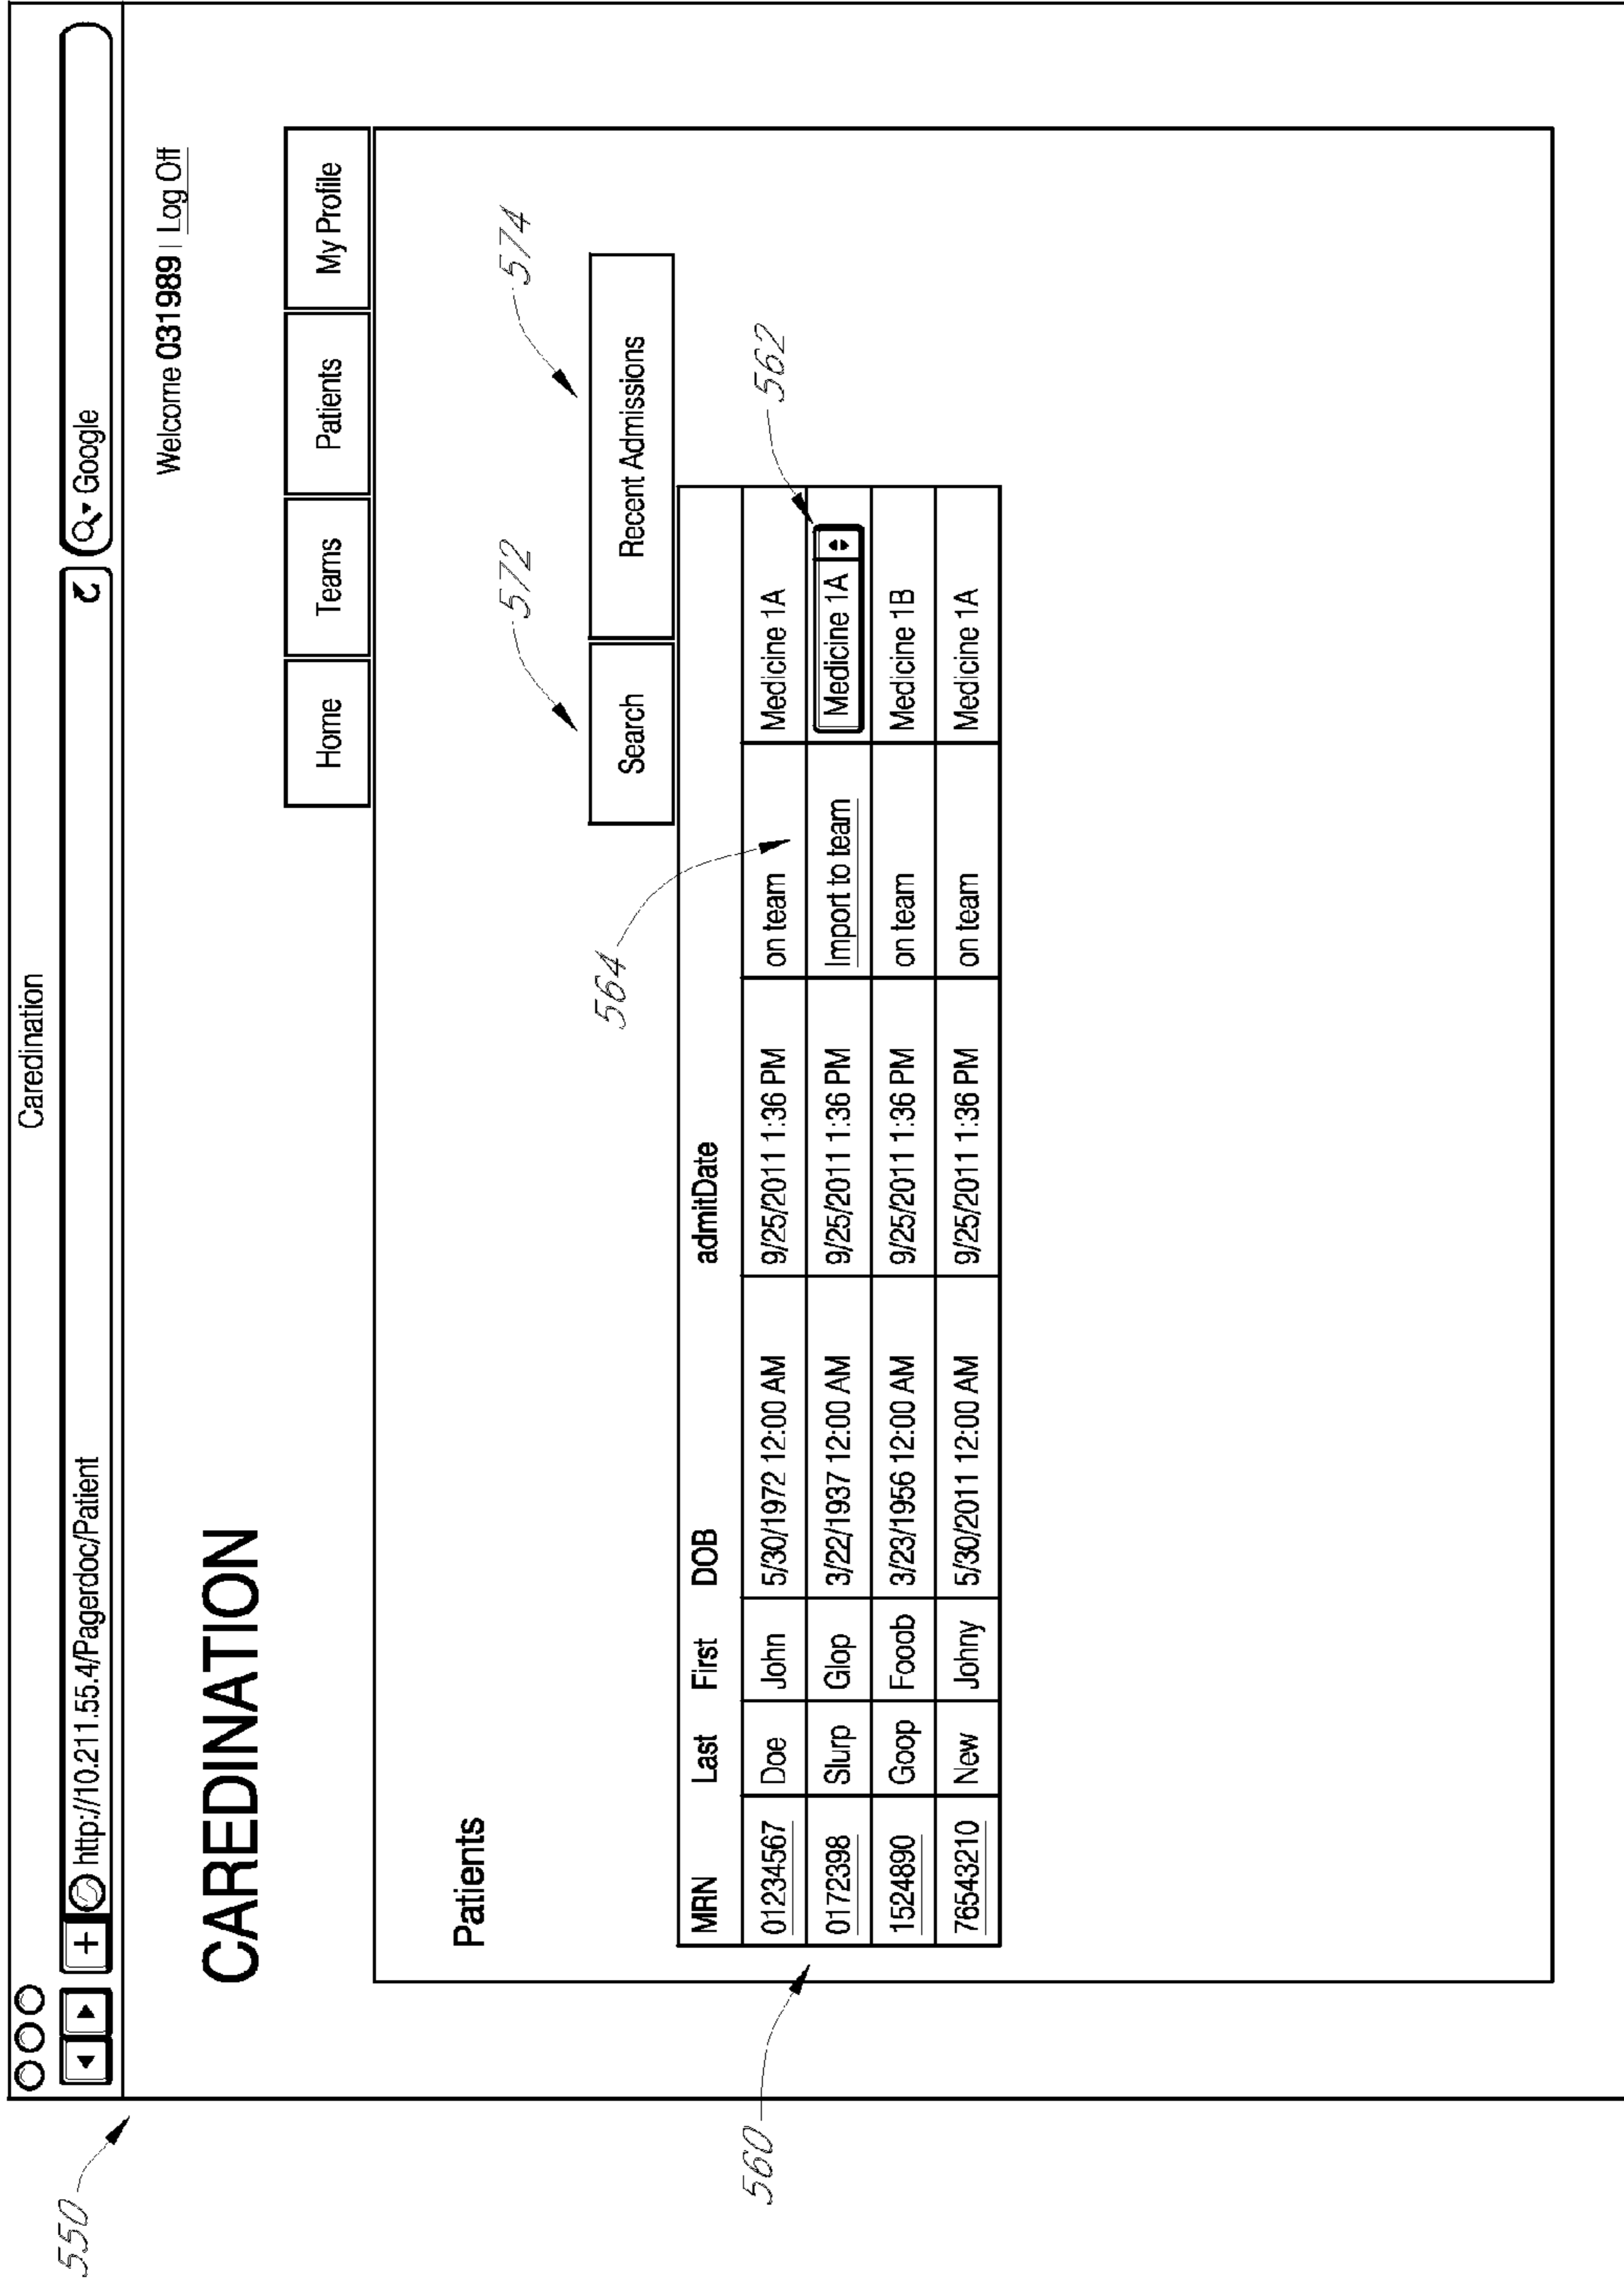 Caredination
http://10.211.55.4/Pagerdoc/Patient
Google
550
Welcome 031989 | Log Off
CAREDINATION
Home Teams Patients My Profile
Patients
572
574
Search Recent Admissions
564
562
560
MRN Last First DOB admitDate
01234567 Doe John 5/30/1972 12:00 AM 9/25/2011 1:36 PM on team Medicine 1A
0172398 Slurp Glop 3/22/1937 12:00 AM 9/25/2011 1:36 PM Import to team Medicine 1A
1524890 Goop Fooob 3/23/1956 12:00 AM 9/25/2011 1:36 PM on team Medicine 1B
76543210 New Johny 5/30/2011 12:00 AM 9/25/2011 1:36 PM on team Medicine 1A